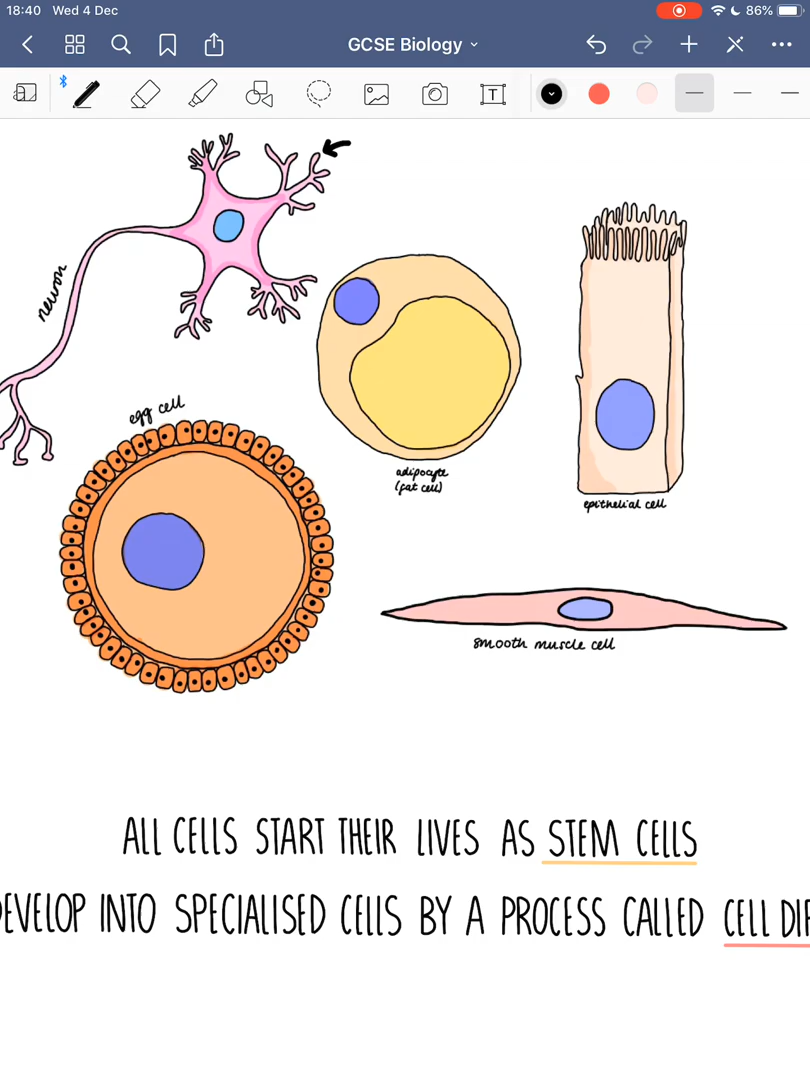 18:40 Wed 4 Dec
86%
GCSE Biology
T
neuron
egg cell
adipocyte
(fat cell)
epithelial cell
smooth muscle cell
ALL CELLS START THEIR LIVES AS STEM CELLS
DEVELOP INTO SPECIALISED CELLS BY A PROCESS CALLED CELL DIF